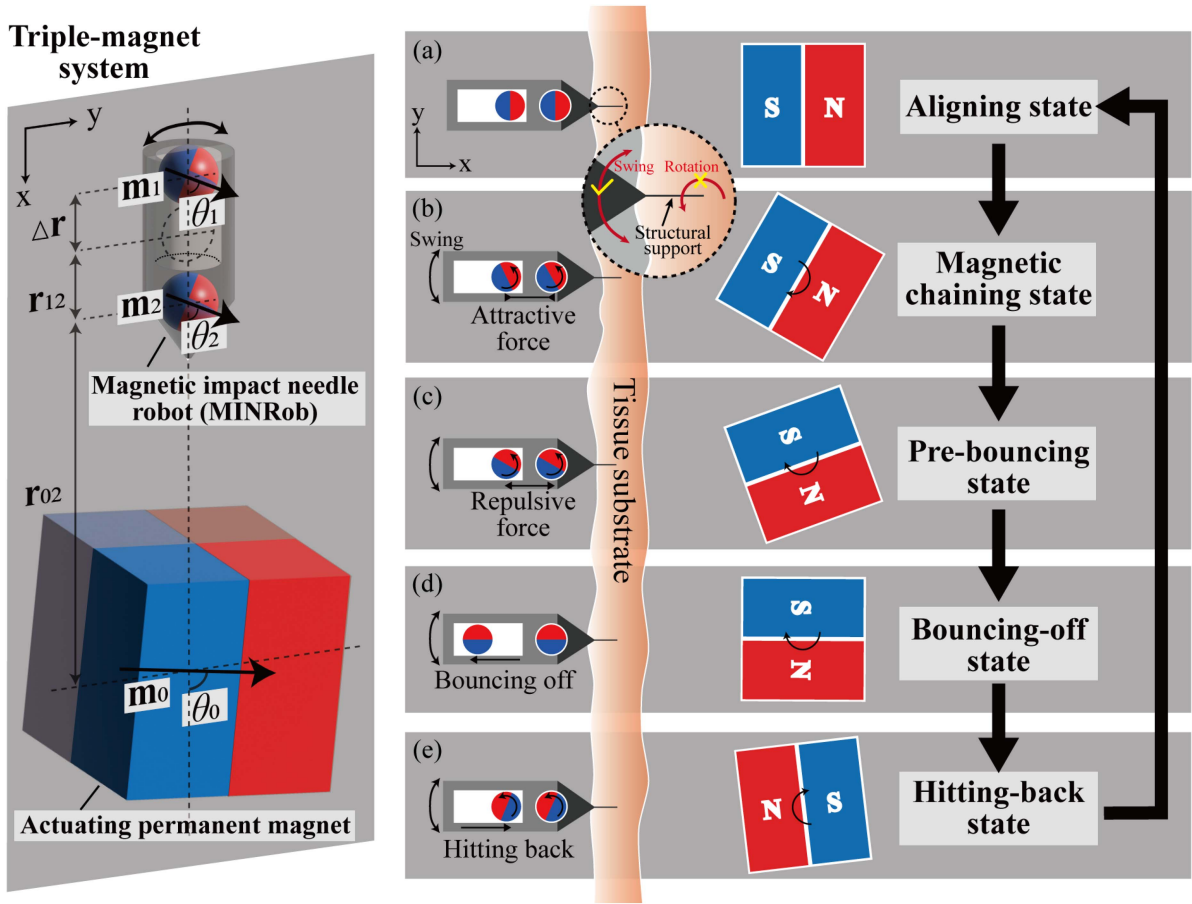 Triple-magnet
system
y
x
m1
θ1
Δr
r12
m2
θ2
Magnetic impact needle
robot (MINRob)
r02
m0
θ0
Actuating permanent magnet
(a)
y
x
S
N
Aligning state
Swing
Rotation
Structural
support
(b)
Swing
Attractive
force
S
N
Magnetic
chaining state
Tissue substrate
(c)
Repulsive
force
S
N
Pre-bouncing
state
(d)
Bouncing off
S
N
Bouncing-off
state
(e)
Hitting back
N
S
Hitting-back
state